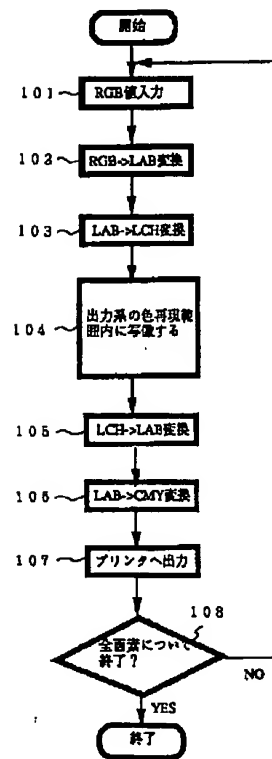 開始
101
RGB値入力
102
RGB->LAB変換
103
LAB->LCH変換
104
出力系の色再現範
囲内に写像する
105
LCH->LAB変換
106
LAB->CMY変換
107
プリンタへ出力
108
全画素について
終了?
NO
YES
終了